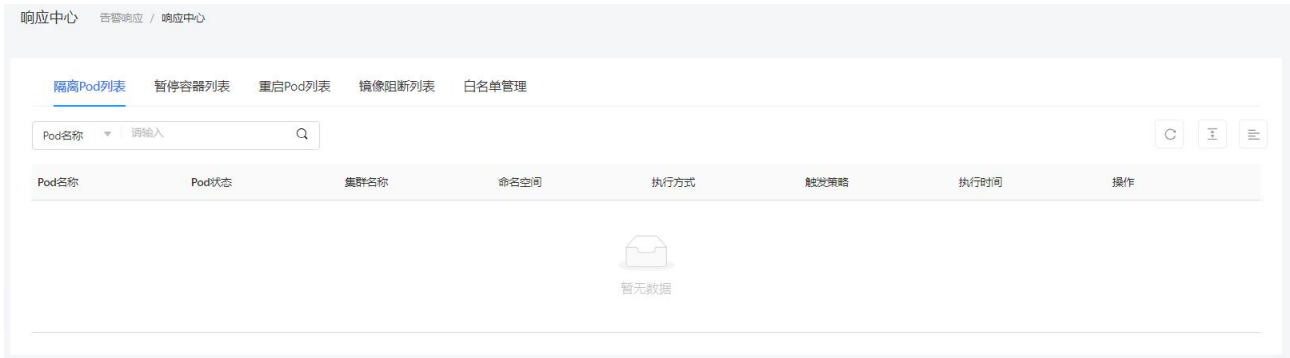 响应中心 告警响应 / 响应中心
隔离Pod列表 暂停容器列表 重启Pod列表 镜像阻断列表 白名单管理
Pod名称 请输入
Pod名称 Pod状态 集群名称 命名空间 执行方式 触发策略 执行时间 操作
暂无数据